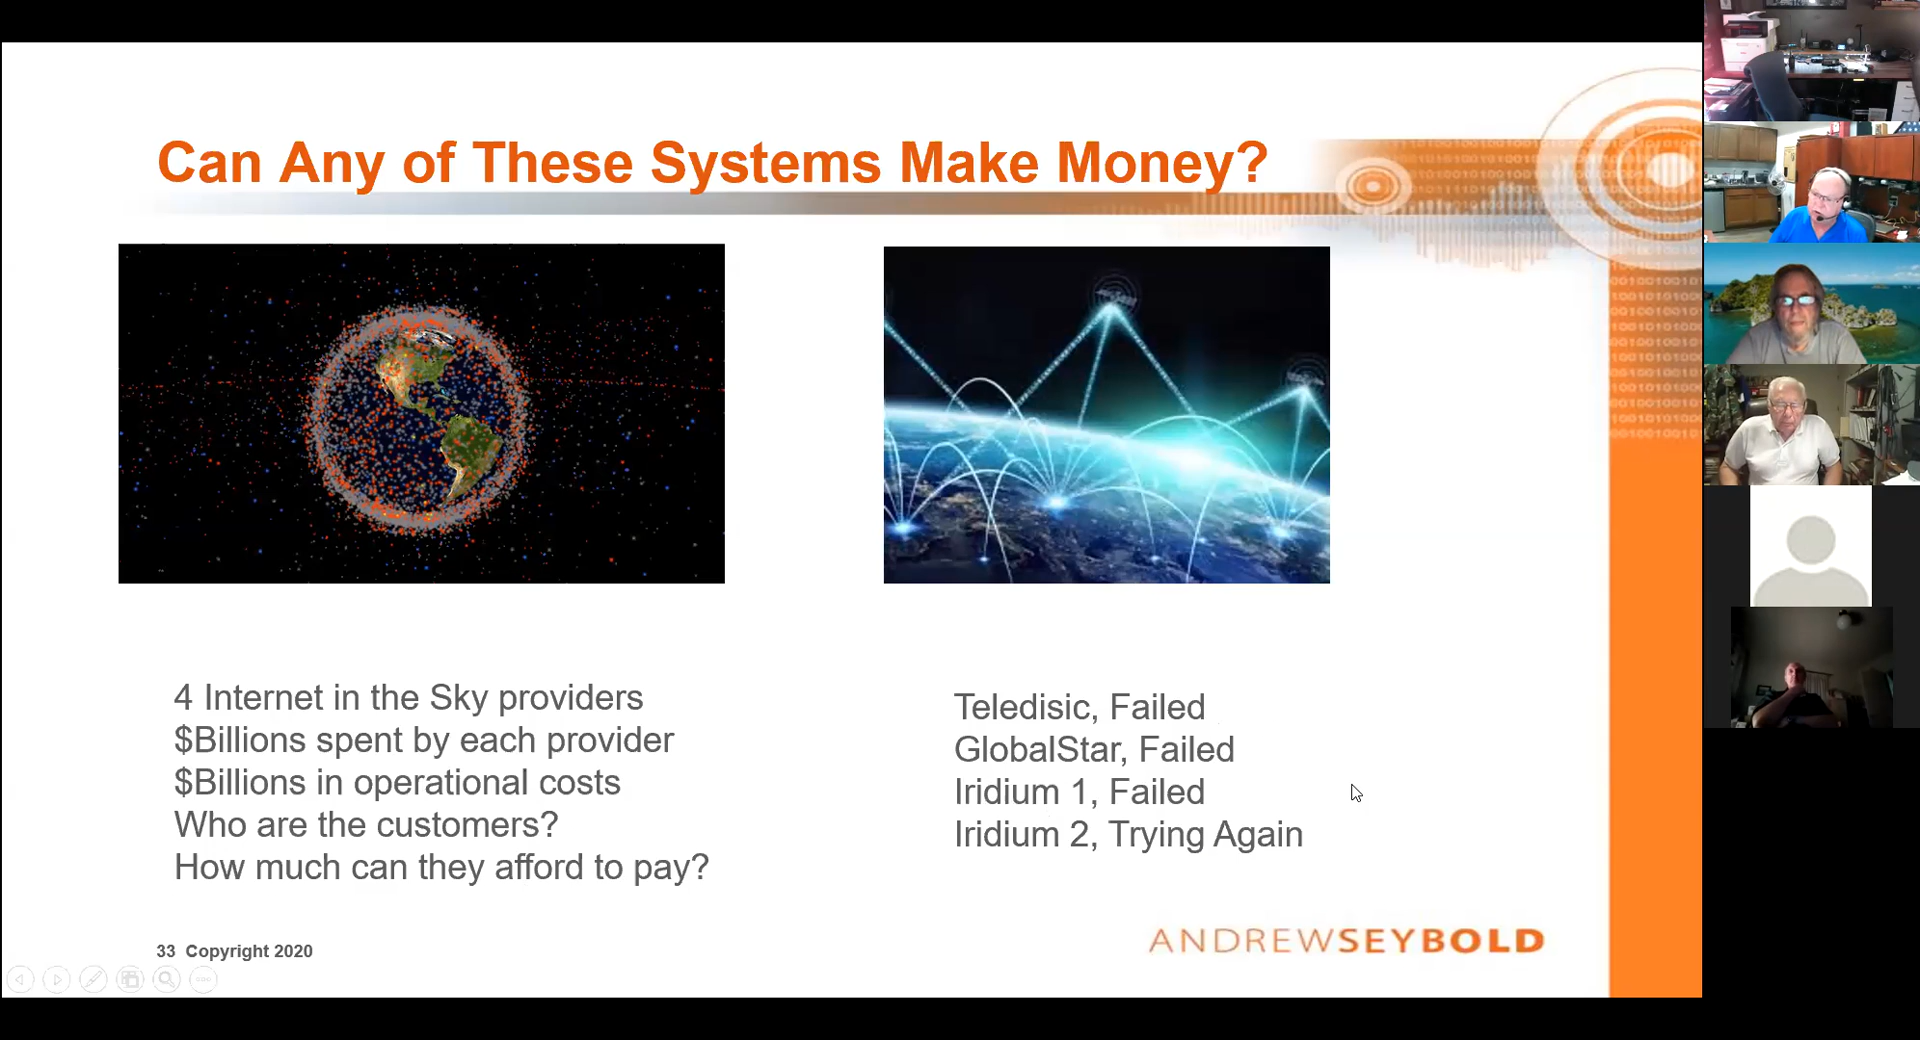 Can Any of These Systems Make Money?
4 Internet in the Sky providers
$Billions spent by each provider
$Billions in operational costs
Who are the customers?
How much can they afford to pay?
Teledisic, Failed
GlobalStar, Failed
Iridium 1, Failed
Iridium 2, Trying Again
33 Copyright 2020
ANDREWSEYBOLD